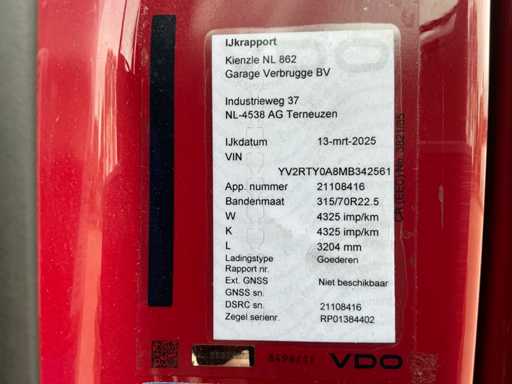 IJkrapport
Kienzle NL 862
Garage Verbrugge BV
Industrieweg 37
NL-4538 AG Terneuzen
IJkdatum 13-mrt-2025
VIN
YV2RTY0A8MB342561
App. nummer 21108416
Bandenmaat 315/70R22.5
W 4325 imp/km
K 4325 imp/km
L 3204 mm
Ladingstype Goederen
Rapport nr.
Ext. GNSS Niet beschikbaar
GNSS sn.
DSRC sn. 21108416
Zegel serienr. RP01384402
VDO